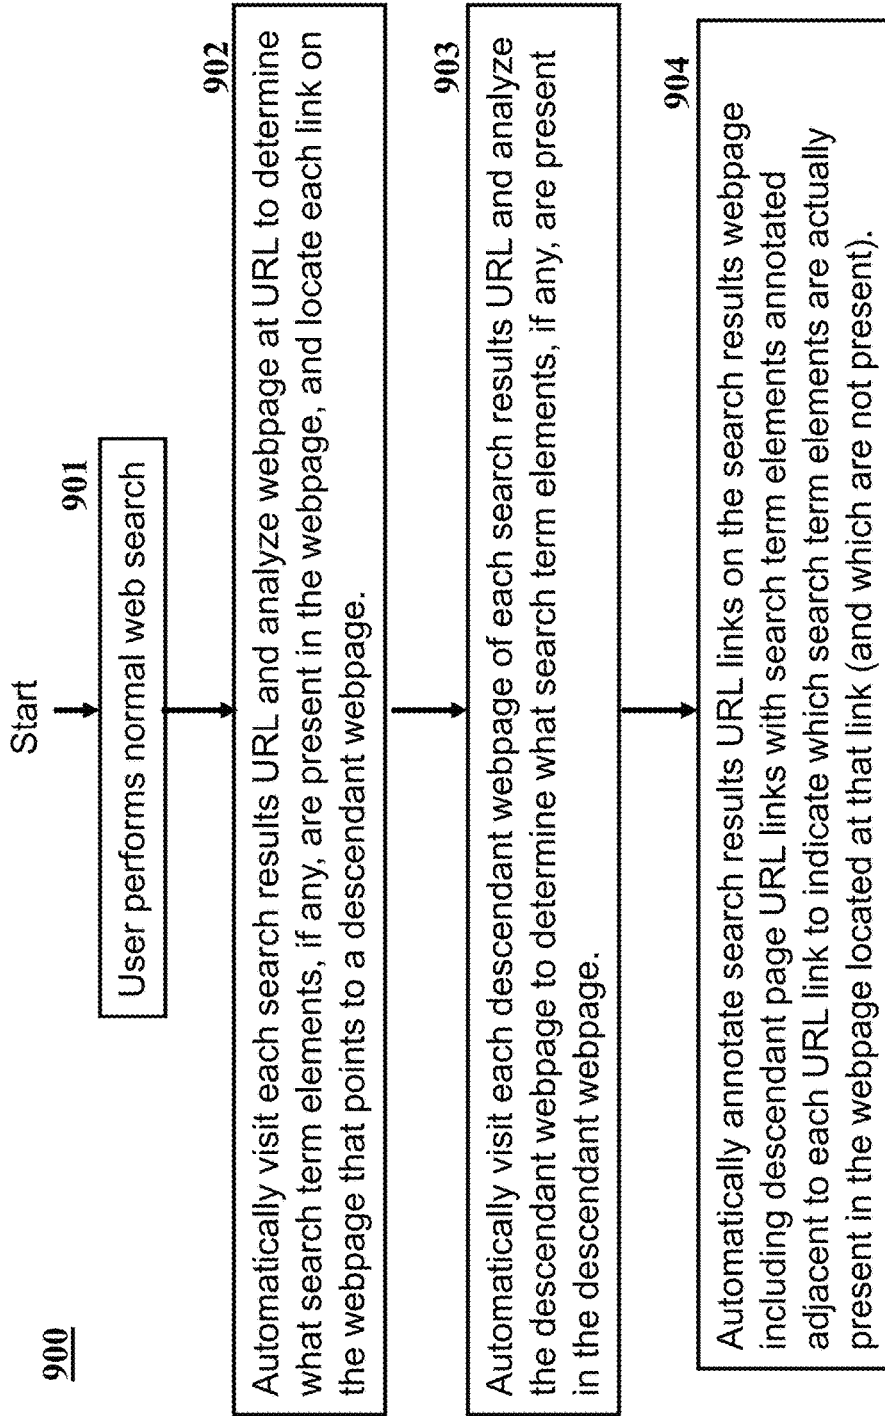 900
Start
901
User performs normal web search
902
Automatically visit each search results URL and analyze webpage at URL to determine
what search term elements, if any, are present in the webpage, and locate each link on
the webpage that points to a descendant webpage.
903
Automatically visit each descendant webpage of each search results URL and analyze
the descendant webpage to determine what search term elements, if any, are present
in the descendant webpage.
904
Automatically annotate search results URL links on the search results webpage
including descendant page URL links with search term elements annotated
adjacent to each URL link to indicate which search term elements are actually
present in the webpage located at that link (and which are not present).